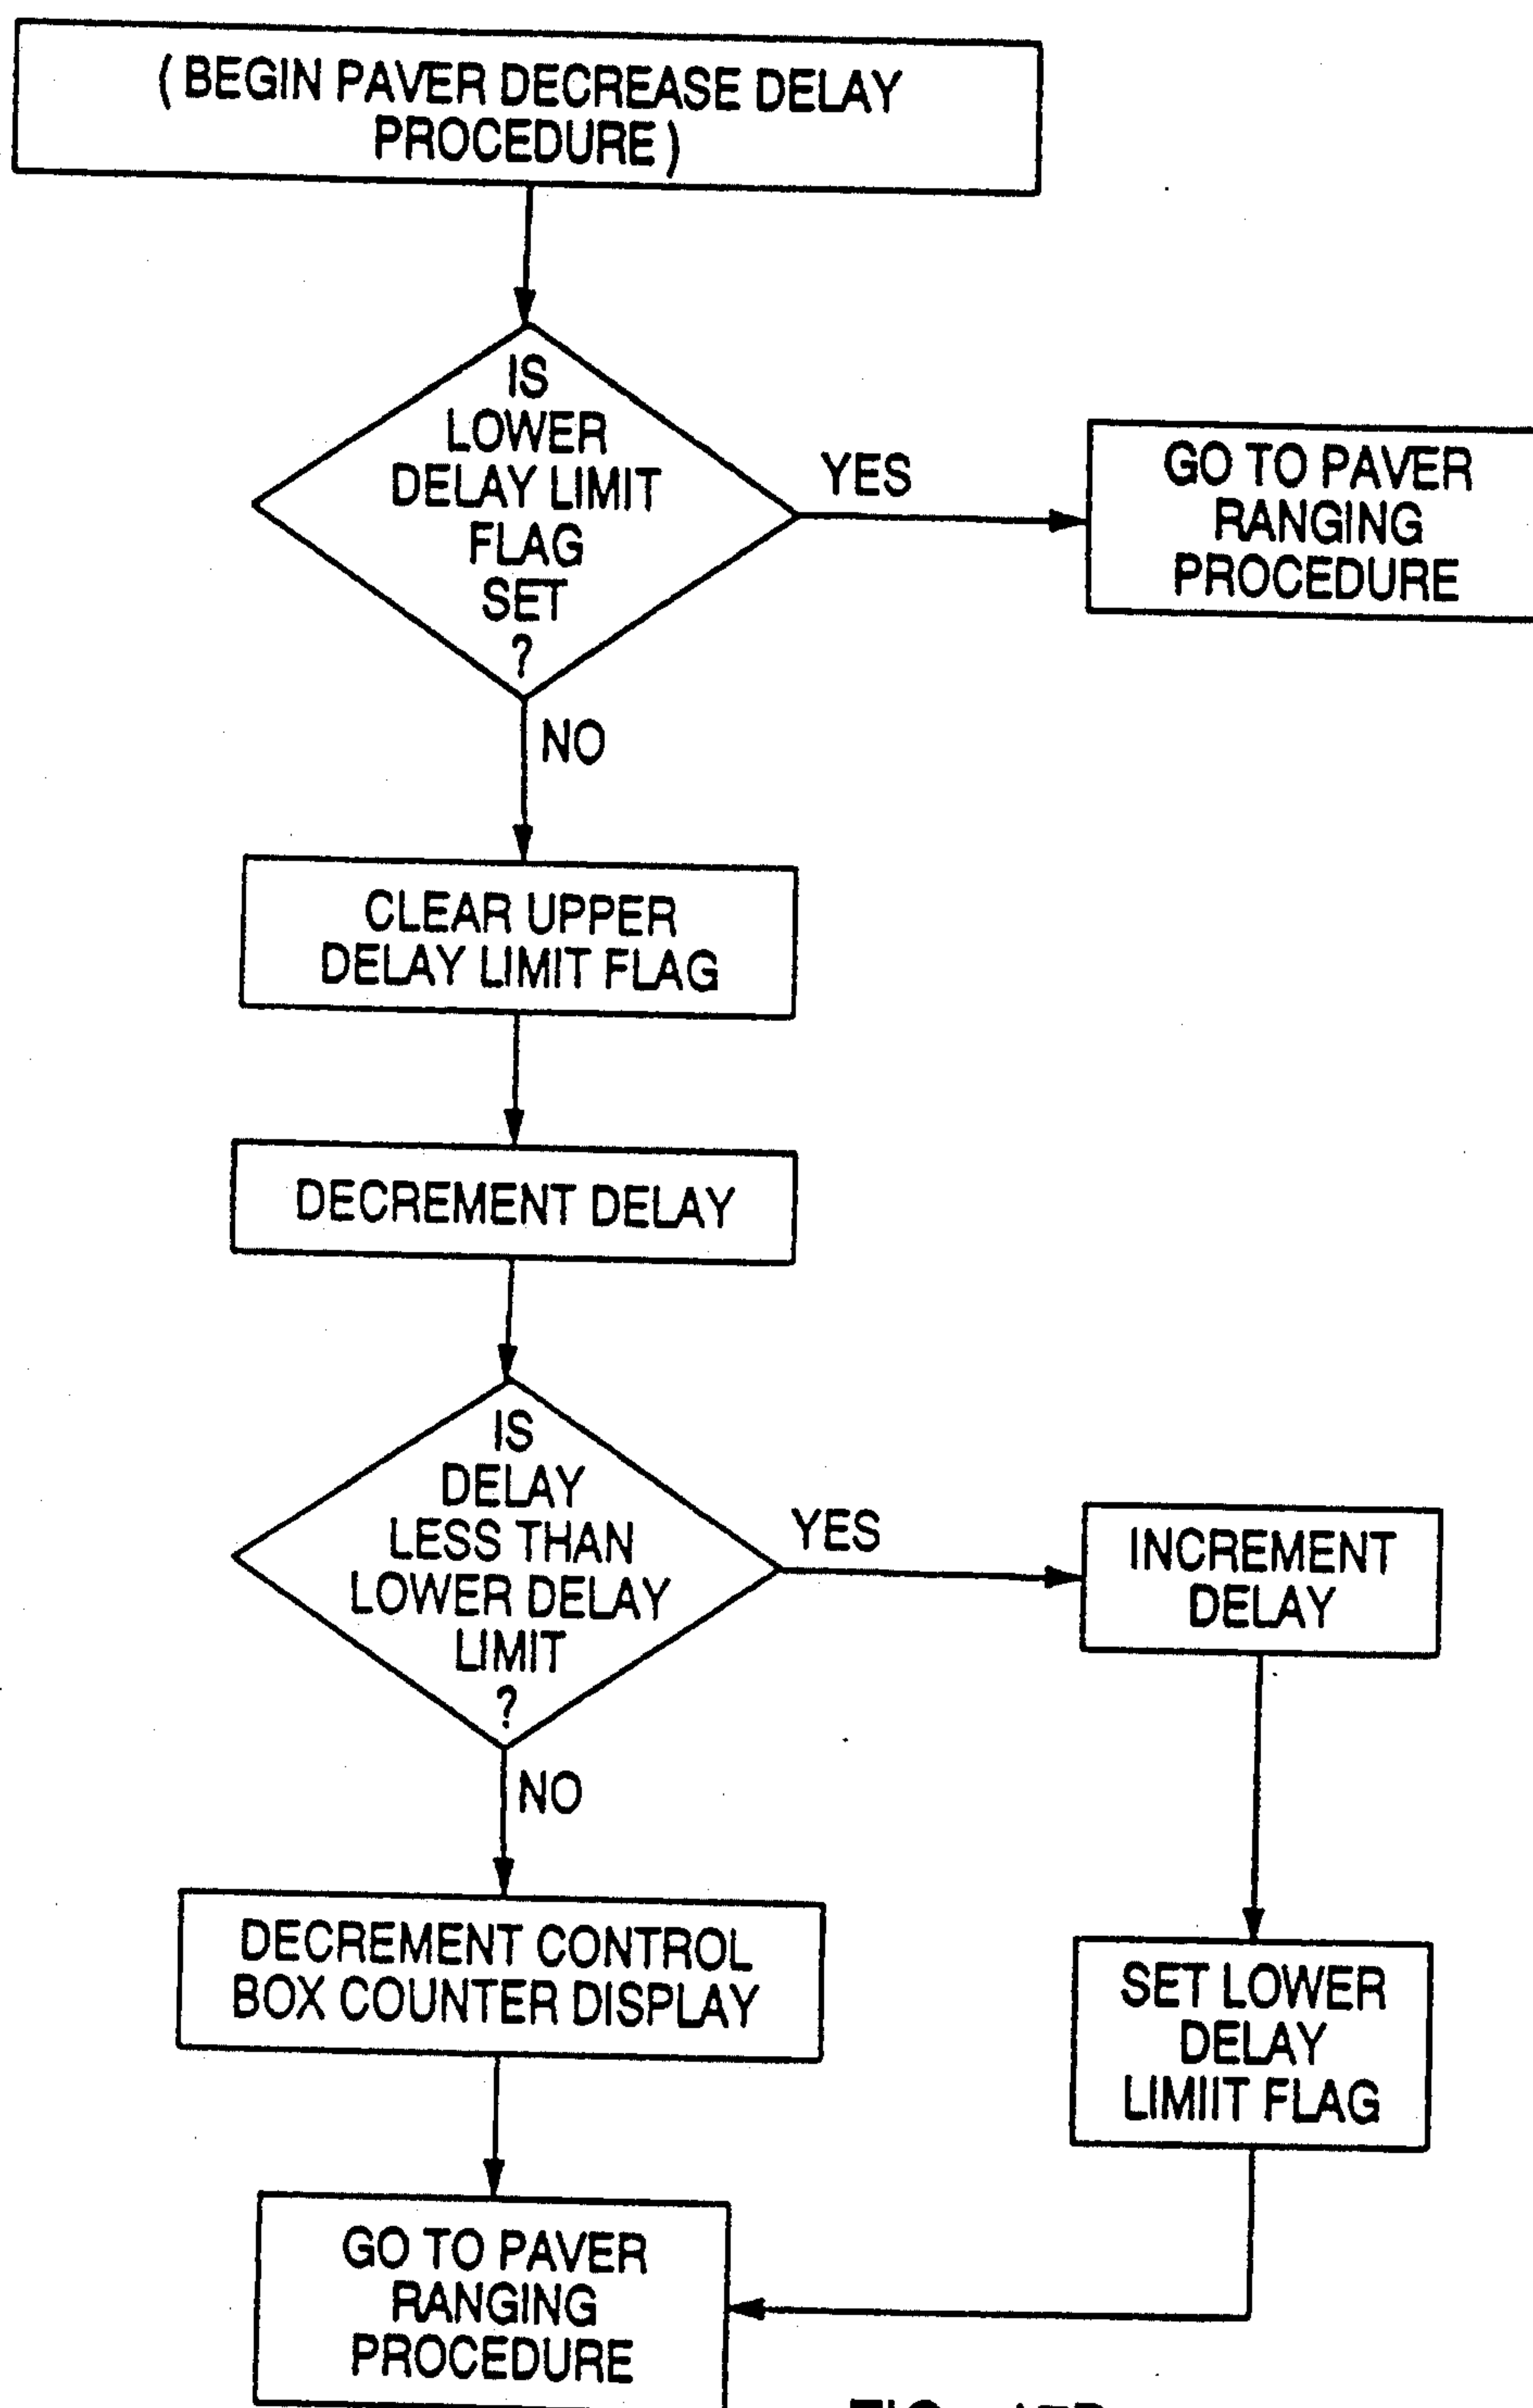 ( BEGIN PAVER DECREASE DELAY
PROCEDURE )
IS
LOWER
DELAY LIMIT
FLAG
SET
?
YES
GO TO PAVER
RANGING
PROCEDURE
NO
CLEAR UPPER
DELAY LIMIT FLAG
DECREMENT DELAY
IS
DELAY
LESS THAN
LOWER DELAY
LIMIT
?
YES
INCREMENT
DELAY
NO
DECREMENT CONTROL
BOX COUNTER DISPLAY
SET LOWER
DELAY
LIMIIT FLAG
GO TO PAVER
RANGING
PROCEDURE